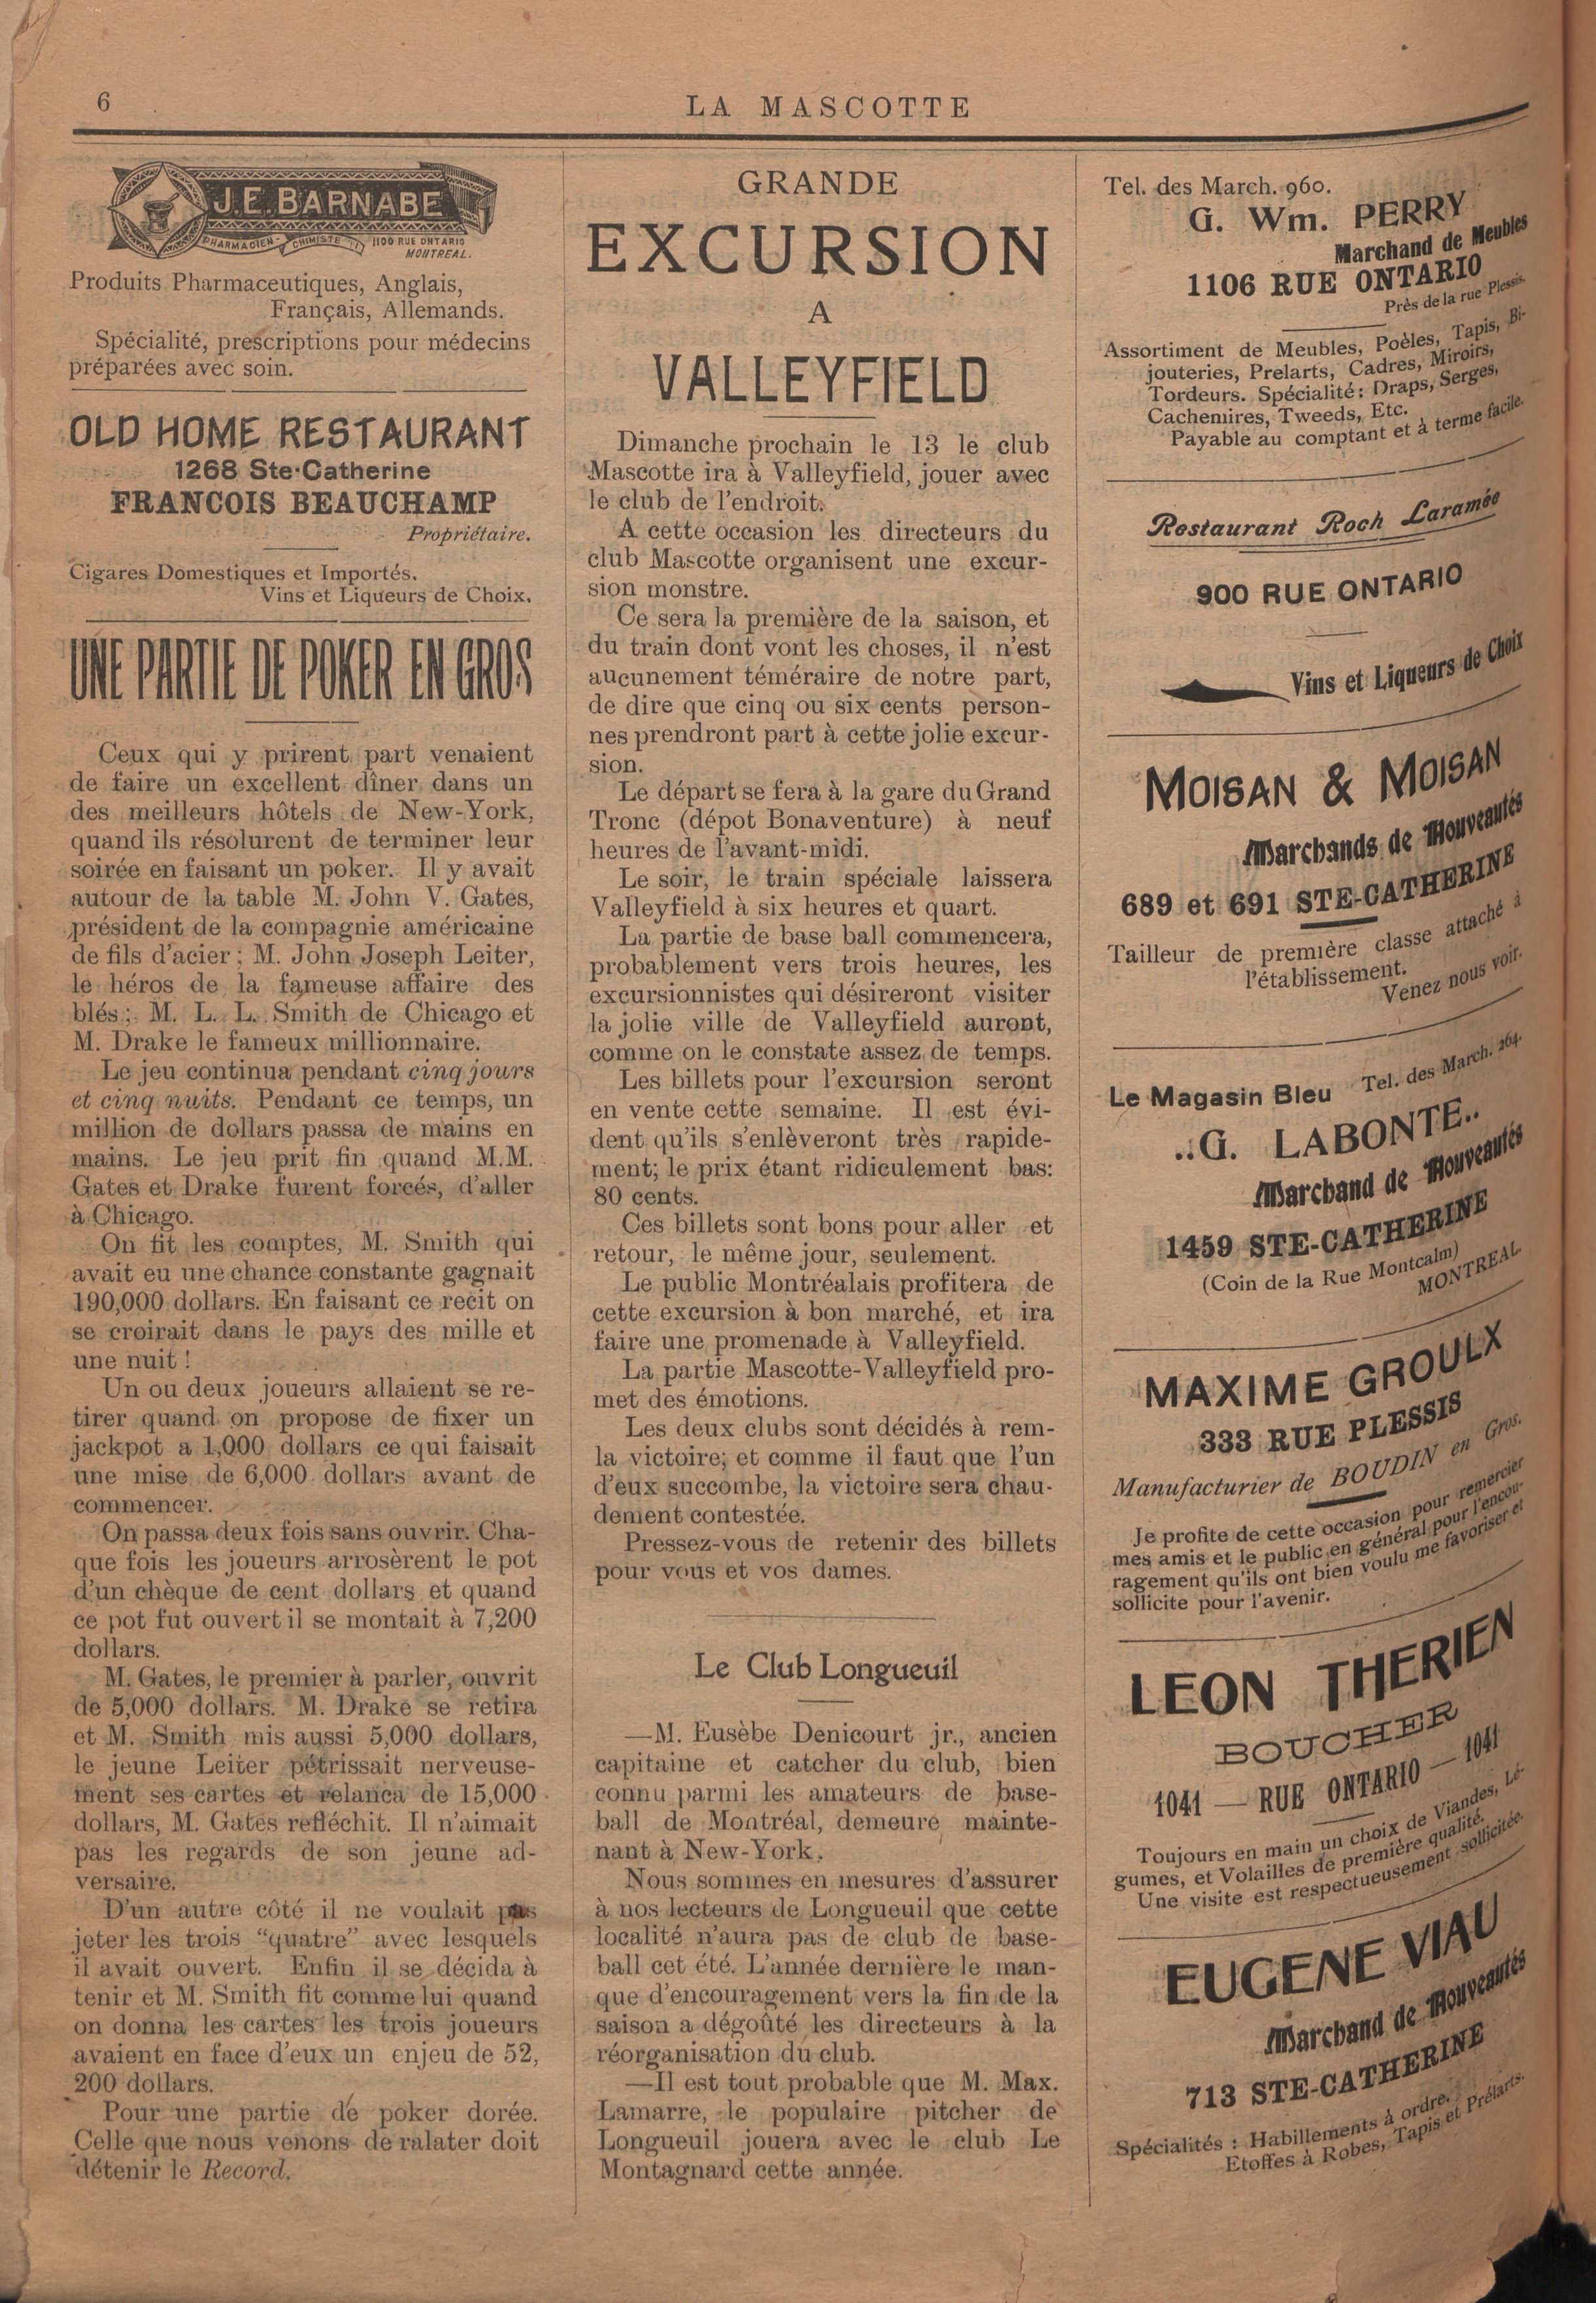 6
LA MASCOTTE
J. E. BARNABE
PHARMACIEN-CHIMISTE
1100 RUE ONTARIO
MONTREAL.
Produits Pharmaceutiques, Anglais,
Français, Allemands.
Spécialité, prescriptions pour médecins
préparées avec soin.
OLD HOME RESTAURANT
1268 Ste-Catherine
FRANCOIS BEAUCHAMP
Propriétaire.
Cigares Domestiques et Importés.
Vins et Liqueurs de Choix.
UNE PARTIE DE POKER EN GROS
Ceux qui y prirent part venaient
de faire un excellent dîner dans un
des meilleurs hôtels de New-York,
quand ils résolurent de terminer leur
soirée en faisant un poker. Il y avait
autour de la table M. John V. Gates,
président de la compagnie américaine
de fils d'acier ; M. John Joseph Leiter,
le héros de la fameuse affaire des
blés ; M. L. L. Smith de Chicago et
M. Drake le fameux millionnaire.
Le jeu continua pendant cinq jours
et cinq nuits. Pendant ce temps, un
million de dollars passa de mains en
mains. Le jeu prit fin quand M.M.
Gates et Drake furent forcés, d'aller
à Chicago.
On fit les comptes, M. Smith qui
avait eu une chance constante gagnait
190,000 dollars. En faisant ce recit on
se croirait dans le pays des mille et
une nuit !
Un ou deux joueurs allaient se re-
tirer quand on propose de fixer un
jackpot a 1,000 dollars ce qui faisait
une mise de 6,000 dollars avant de
commencer.
On passa deux fois sans ouvrir. Cha-
que fois les joueurs arrosèrent le pot
d'un chèque de cent dollars et quand
ce pot fut ouvert il se montait à 7,200
dollars.
M. Gates, le premier à parler, ouvrit
de 5,000 dollars. M. Drake se retira
et M. Smith mis aussi 5,000 dollars,
le jeune Leiter pétrissait nerveuse-
ment ses cartes et relanca de 15,000
dollars, M. Gates refléchit. Il n'aimait
pas les regards de son jeune ad-
versaire.
D'un autre côté il ne voulait pas
jeter les trois “quatre” avec lesquels
il avait ouvert. Enfin il se décida à
tenir et M. Smith fit comme lui quand
on donna les cartes les trois joueurs
avaient en face d'eux un enjeu de 52,
200 dollars.
Pour une partie de poker dorée.
Celle que nous venons de ralater doit
détenir le Record.
GRANDE
EXCURSION
A
VALLEYFIELD
Dimanche prochain le 13 le club
Mascotte ira à Valleyfield, jouer avec
le club de l'endroit.
A cette occasion les directeurs du
club Mascotte organisent une excur-
sion monstre.
Ce sera la première de la saison, et
du train dont vont les choses, il n'est
aucunement téméraire de notre part,
de dire que cinq ou six cents person-
nes prendront part à cette jolie excur-
sion.
Le départ se fera à la gare du Grand
Tronc (dépot Bonaventure) à neuf
heures de l'avant-midi.
Le soir, le train spéciale laissera
Valleyfield à six heures et quart.
La partie de base ball commencera,
probablement vers trois heures, les
excursionnistes qui désireront visiter
la jolie ville de Valleyfield auront,
comme on le constate assez de temps.
Les billets pour l'excursion seront
en vente cette semaine. Il est évi-
dent qu'ils s'enlèveront très rapide-
ment; le prix étant ridiculement bas:
80 cents.
Ces billets sont bons pour aller et
retour, le même jour, seulement.
Le public Montréalais profitera de
cette excursion à bon marché, et ira
faire une promenade à Valleyfield.
La partie Mascotte-Valleyfield pro-
met des émotions.
Les deux clubs sont décidés à rem-
la victoire; et comme il faut que l'un
d'eux succombe, la victoire sera chau-
dement contestée.
Pressez-vous de retenir des billets
pour vous et vos dames.
Le Club Longueuil
—M. Eusèbe Denicourt jr., ancien
capitaine et catcher du club, bien
connu parmi les amateurs de base-
ball de Montréal, demeure mainte-
nant à New-York.
Nous sommes en mesures d'assurer
à nos lecteurs de Longueuil que cette
localité n'aura pas de club de base-
ball cet été. L'année dernière le man-
que d'encouragement vers la fin de la
saison a dégoûté les directeurs à la
réorganisation du club.
—Il est tout probable que M. Max.
Lamarre, le populaire pitcher de
Longueuil jouera avec le club Le
Montagnard cette année.
Tel. des March. 960.
G. Wm. PERRY
Marchand de Meubles
1106 RUE ONTARIO
Près de la rue Plessis.
Assortiment de Meubles, Poèles, Tapis, Bi-
jouteries, Prelarts, Cadres, Miroirs,
Tordeurs. Spécialité: Draps, Serges,
Cachemires, Tweeds, Etc.
Payable au comptant et à terme facile.
Restaurant Roch Laramée
900 RUE ONTARIO
Vins et Liqueurs de Choix
MOISAN & MOISAN
Marchands de Nouveautés
689 et 691 STE-CATHERINE
Tailleur de première classe attaché à
l'établissement.
Venez nous voir.
Le Magasin Bleu Tel. des March. 264.
..G. LABONTE..
Marchand de Nouveautés
1459 STE-CATHERINE
(Coin de la Rue Montcalm)
MONTREAL.
MAXIME GROULX
333 RUE PLESSIS
Manufacturier de BOUDIN en Gros.
Je profite de cette occasion pour remercier
mes amis et le public en général pour l'encou-
ragement qu'ils ont bien voulu me favoriser et
sollicite pour l'avenir.
LEON THERIEN
BOUCHER
1041 — RUE ONTARIO — 1041
Toujours en main un choix de Viandes, Lé-
gumes, et Volailles de première qualité.
Une visite est respectueusement sollicitée.
EUGENE VIAU
Marchand de Nouveautés
713 STE-CATHERINE
Spécialités : Habillements à ordre.
Etoffes à Robes, Tapis et Prélarts.